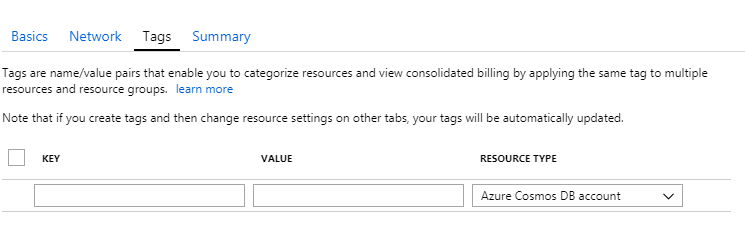 Basics Network Tags Summary
Tags are name/value pairs that enable you to categorize resources and view consolidated billing by applying the same tag to multiple
resources and resource groups. learn more
Note that if you create tags and then change resource settings on other tabs, your tags will be automatically updated.
KEY VALUE RESOURCE TYPE
Azure Cosmos DB account